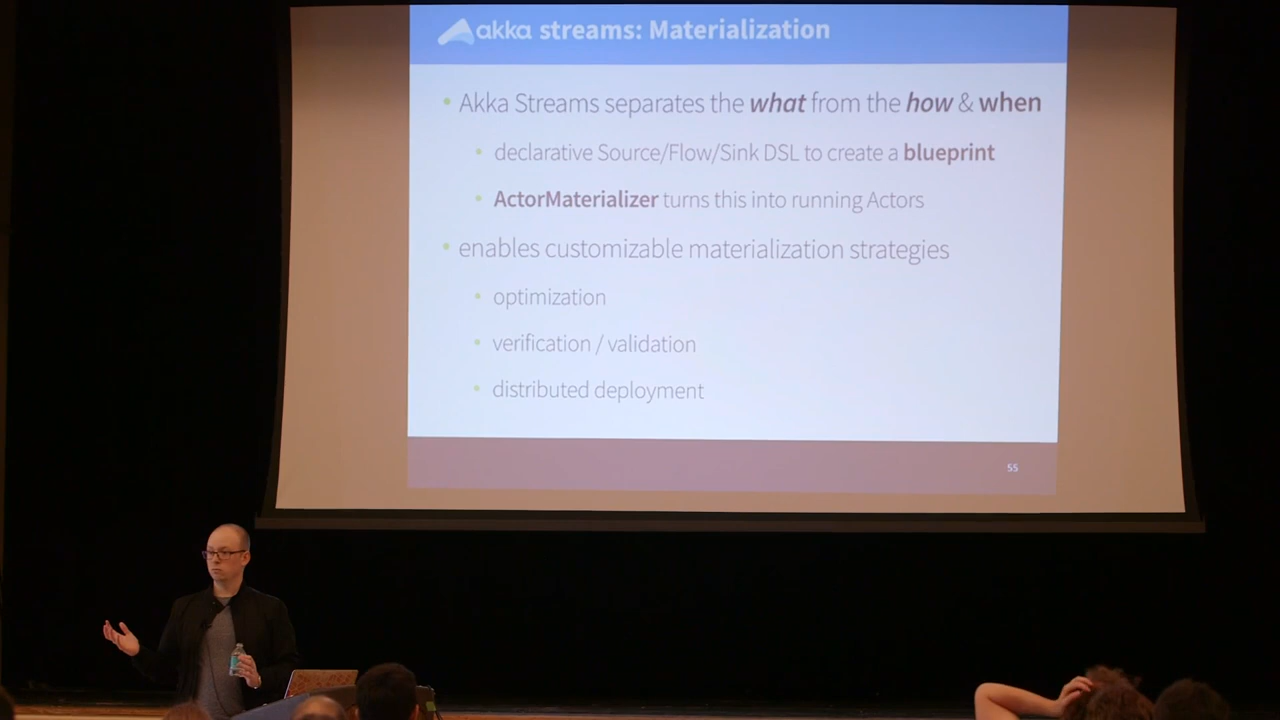 akka streams: Materialization
• Akka Streams separates the what from the how & when
• declarative Source/Flow/Sink DSL to create a blueprint
• ActorMaterializer turns this into running Actors
• enables customizable materialization strategies
• optimization
• verification / validation
• distributed deployment
55